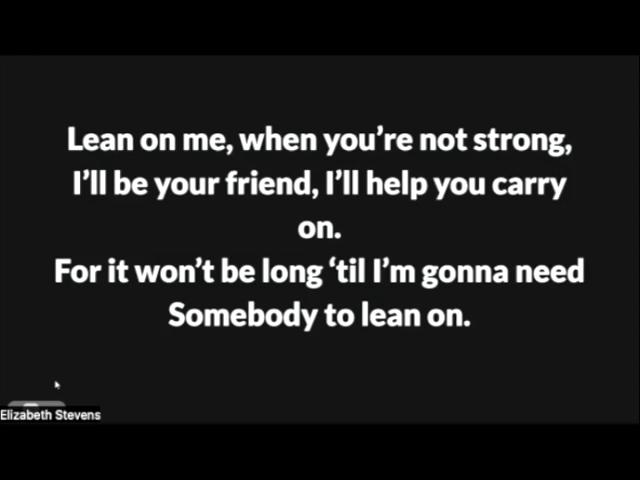 Lean on me, when you’re not strong,
I’ll be your friend, I’ll help you carry
on.
For it won’t be long ‘til I’m gonna need
Somebody to lean on.
Elizabeth Stevens